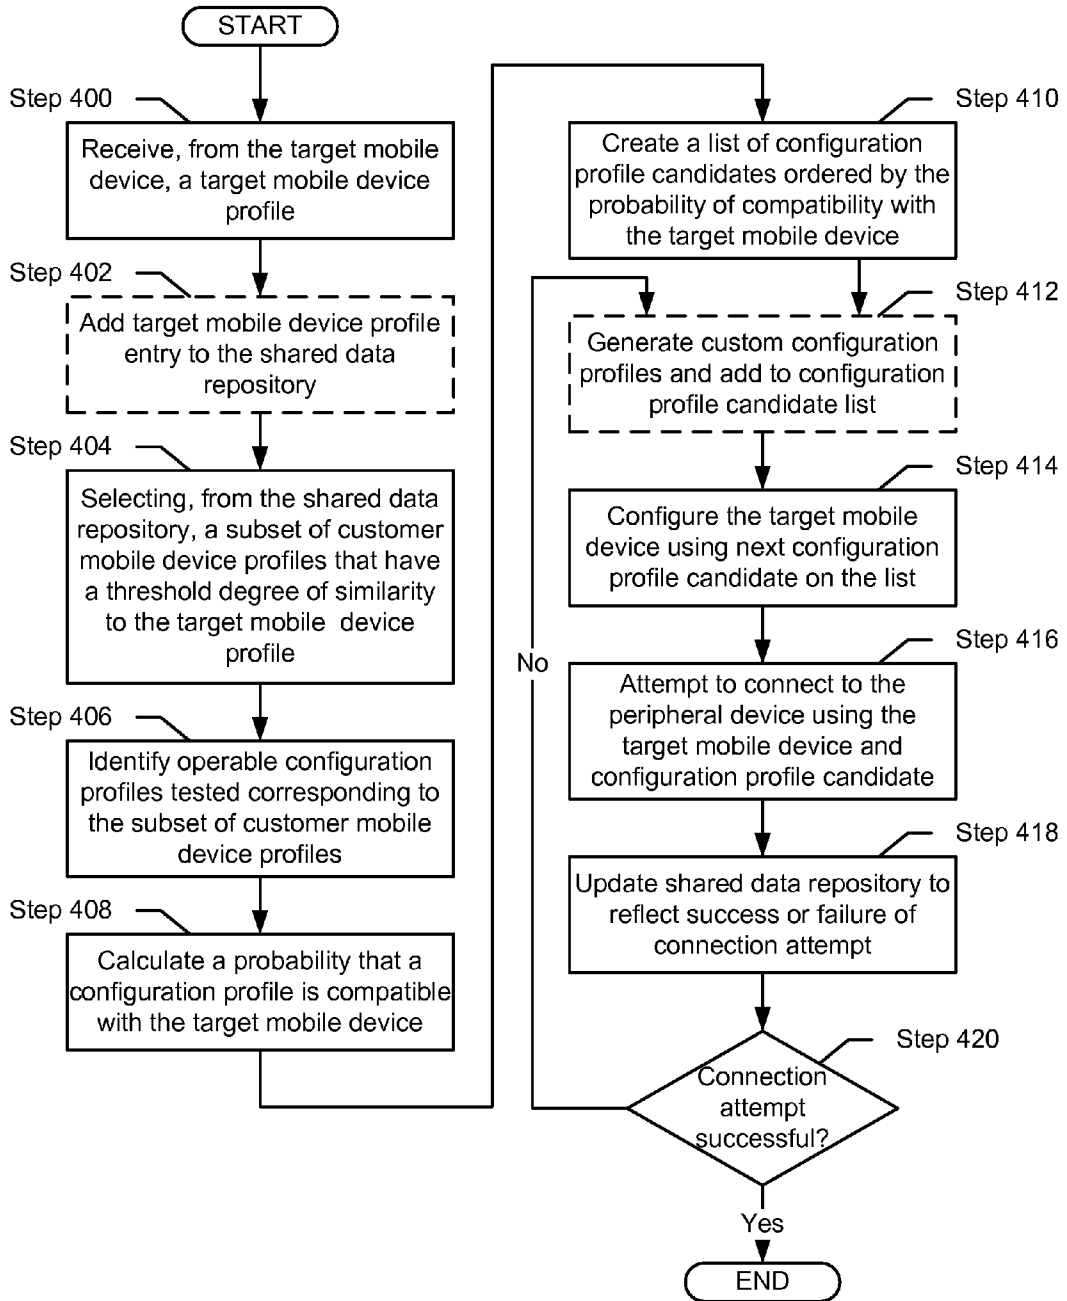 START
Step 400
Receive, from the target mobile
device, a target mobile device
profile
Step 402
Add target mobile device profile
entry to the shared data
repository
Step 404
Selecting, from the shared data
repository, a subset of customer
mobile device profiles that have
a threshold degree of similarity
to the target mobile device
profile
Step 406
Identify operable configuration
profiles tested corresponding to
the subset of customer mobile
device profiles
Step 408
Calculate a probability that a
configuration profile is compatible
with the target mobile device
Step 410
Create a list of configuration
profile candidates ordered by the
probability of compatibility with
the target mobile device
Step 412
Generate custom configuration
profiles and add to configuration
profile candidate list
Step 414
Configure the target mobile
device using next configuration
profile candidate on the list
Step 416
Attempt to connect to the
peripheral device using the
target mobile device and
configuration profile candidate
Step 418
Update shared data repository to
reflect success or failure of
connection attempt
Step 420
Connection
attempt
successful?
No
Yes
END